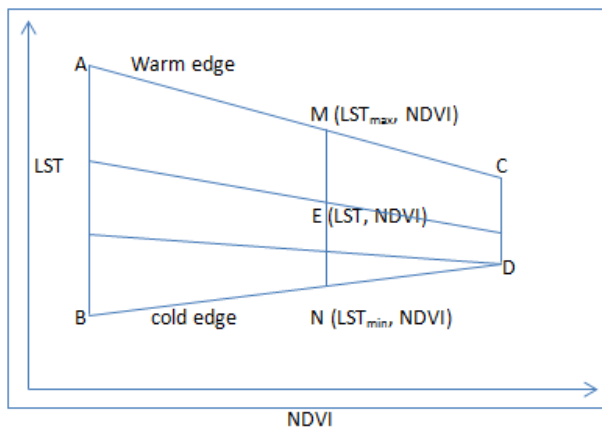 A Warm edge
M (LSTmax, NDVI)
LST
C
E (LST, NDVI)
D
B cold edge N (LSTmin, NDVI)
NDVI